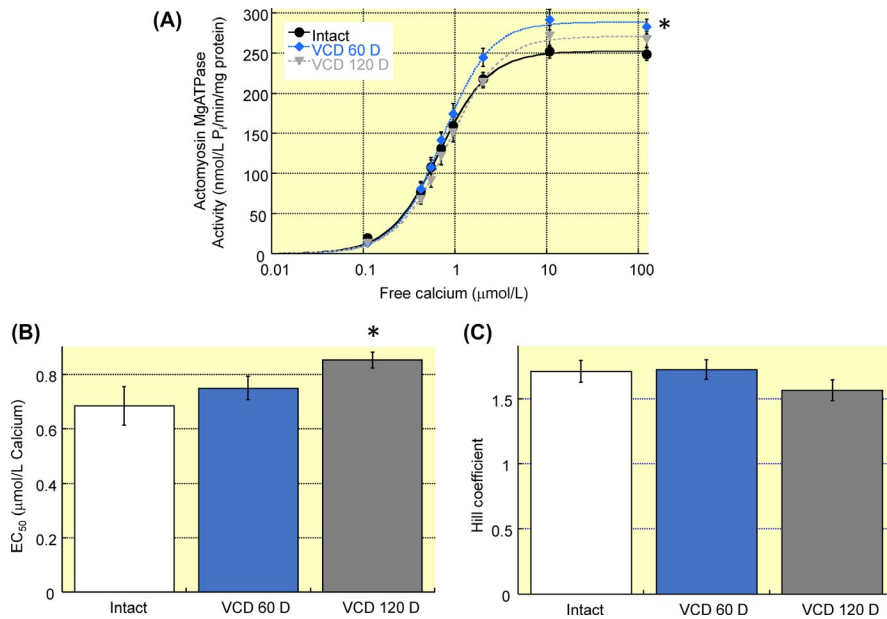 (A)
Actomyosin MgATPase
Activity (nmol/L Pi/min/mg protein)
300
250
200
150
100
50
0
Intact
VCD 60 D
VCD 120 D
*
0.01 0.1 1 10 100
Free calcium (μmol/L)
(B)
EC50 (μmol/L Calcium)
0.8
0.6
0.4
0.2
0
*
Intact VCD 60 D VCD 120 D
(C)
Hill coefficient
1.5
1
0.5
0
Intact VCD 60 D VCD 120 D